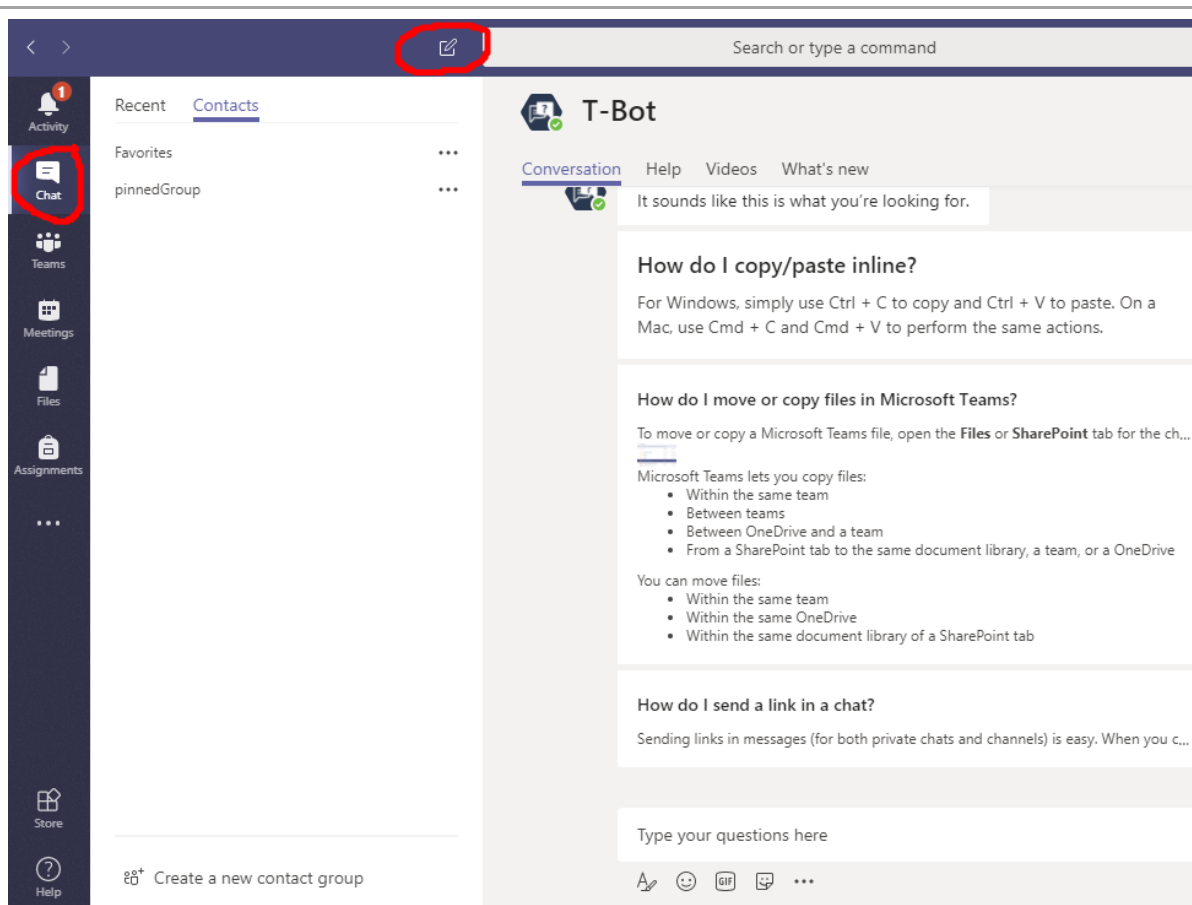 Search or type a command
1
Activity
Chat
Teams
Meetings
Files
Assignments
Store
Help
Recent Contacts
Favorites
pinnedGroup
Create a new contact group
T-Bot
Conversation Help Videos What's new
It sounds like this is what you're looking for.
How do I copy/paste inline?
For Windows, simply use Ctrl + C to copy and Ctrl + V to paste. On a
Mac, use Cmd + C and Cmd + V to perform the same actions.
How do I move or copy files in Microsoft Teams?
To move or copy a Microsoft Teams file, open the Files or SharePoint tab for the ch...
Microsoft Teams lets you copy files:
• Within the same team
• Between teams
• Between OneDrive and a team
• From a SharePoint tab to the same document library, a team, or a OneDrive
You can move files:
• Within the same team
• Within the same OneDrive
• Within the same document library of a SharePoint tab
How do I send a link in a chat?
Sending links in messages (for both private chats and channels) is easy. When you c...
Type your questions here
GIF